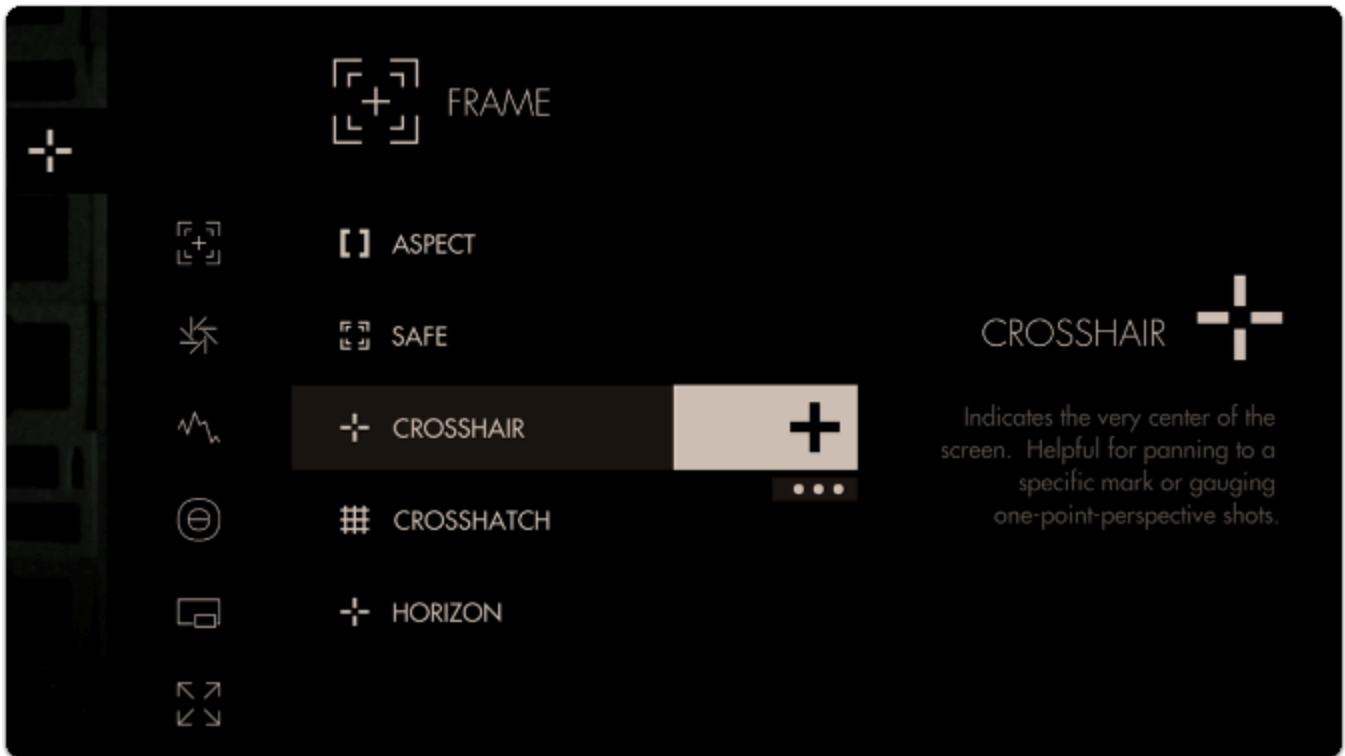 FRAME
ASPECT
SAFE
CROSSHAIR
CROSSHATCH
HORIZON
CROSSHAIR
Indicates the very center of the
screen.  Helpful for panning to a
specific mark or gauging
one-point-perspective shots.